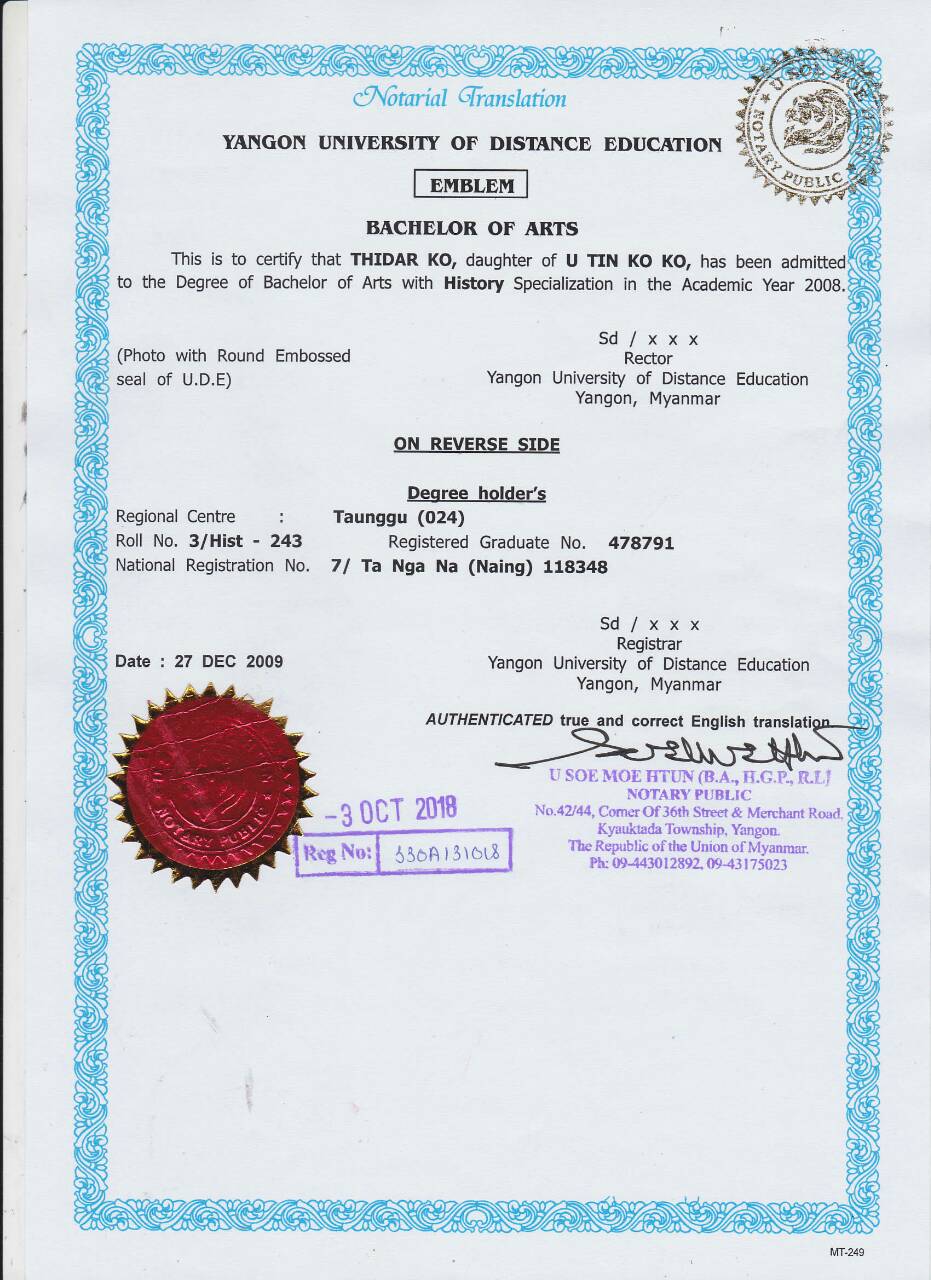 Notarial Translation
U SOE MOE HTUN
NOTARY PUBLIC
YANGON UNIVERSITY OF DISTANCE EDUCATION
EMBLEM
BACHELOR OF ARTS
This is to certify that THIDAR KO, daughter of U TIN KO KO, has been admitted
to the Degree of Bachelor of Arts with History Specialization in the Academic Year 2008.
Sd / x x x
Rector
(Photo with Round Embossed
seal of U.D.E)
Yangon University of Distance Education
Yangon, Myanmar
ON REVERSE SIDE
Degree holder's
Regional Centre : Taunggu (024)
Roll No. 3/Hist - 243 Registered Graduate No. 478791
National Registration No. 7/ Ta Nga Na (Naing) 118348
Sd / x x x
Registrar
Date : 27 DEC 2009
Yangon University of Distance Education
Yangon, Myanmar
AUTHENTICATED true and correct English translation
U SOE MOE HTUN (B.A., H.G.P., R.L)
NOTARY PUBLIC
No.42/44, Corner Of 36th Street & Merchant Road,
Kyauktada Township, Yangon.
The Republic of the Union of Myanmar.
Ph: 09-443012892, 09-43175023
NOTARY PUBLIC
-3 OCT 2018
Reg No:
MT-249